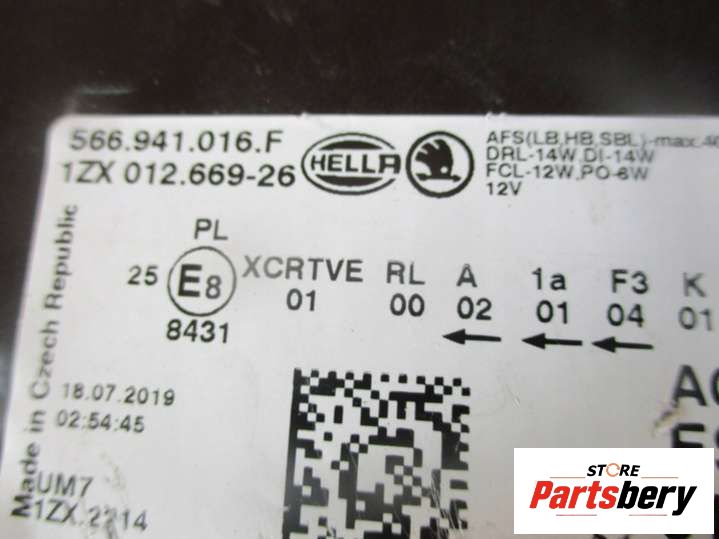 566.941.016.F
1ZX 012.669-26
HELLA
AFS(LB,HB,SBL)-max.
DRL-14W,DI-14W
FCL-12W,PO-6W
12V
PL
25 E8 XCRTVE RL A 1a F3 K
01 00 02 01 04 01
8431
Made in Czech Republic
18.07.2019
02:54:45
UM7
1ZX.2214
STORE
Partsbery